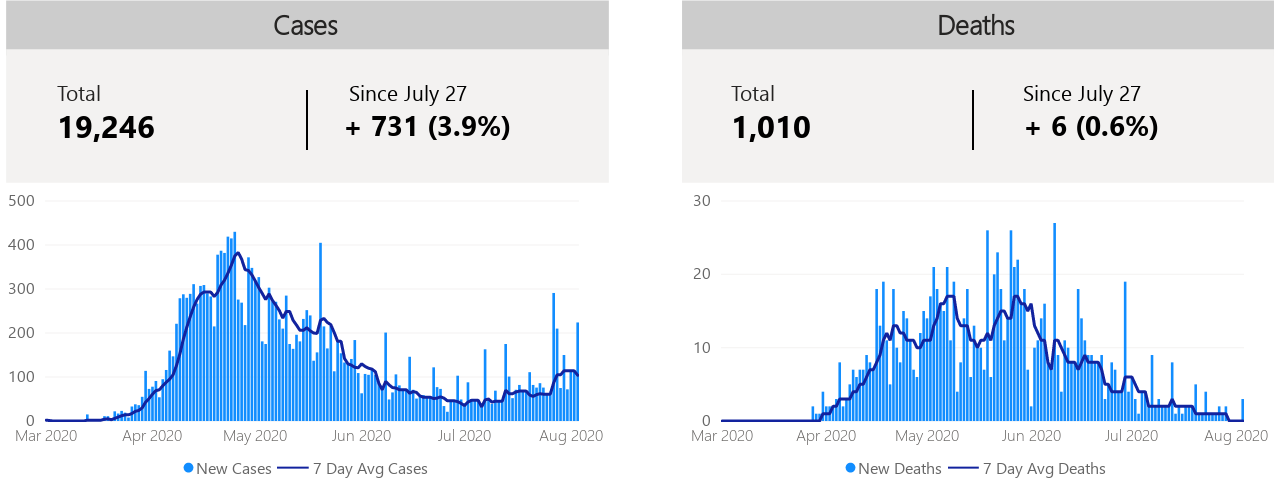 Cases
Total
19,246
Since July 27
+ 731 (3.9%)
500
400
300
200
100
0
Mar 2020 Apr 2020 May 2020 Jun 2020 Jul 2020 Aug 2020
New Cases 7 Day Avg Cases
Deaths
Total
1,010
Since July 27
+ 6 (0.6%)
30
20
10
0
Mar 2020 Apr 2020 May 2020 Jun 2020 Jul 2020 Aug 2020
New Deaths 7 Day Avg Deaths